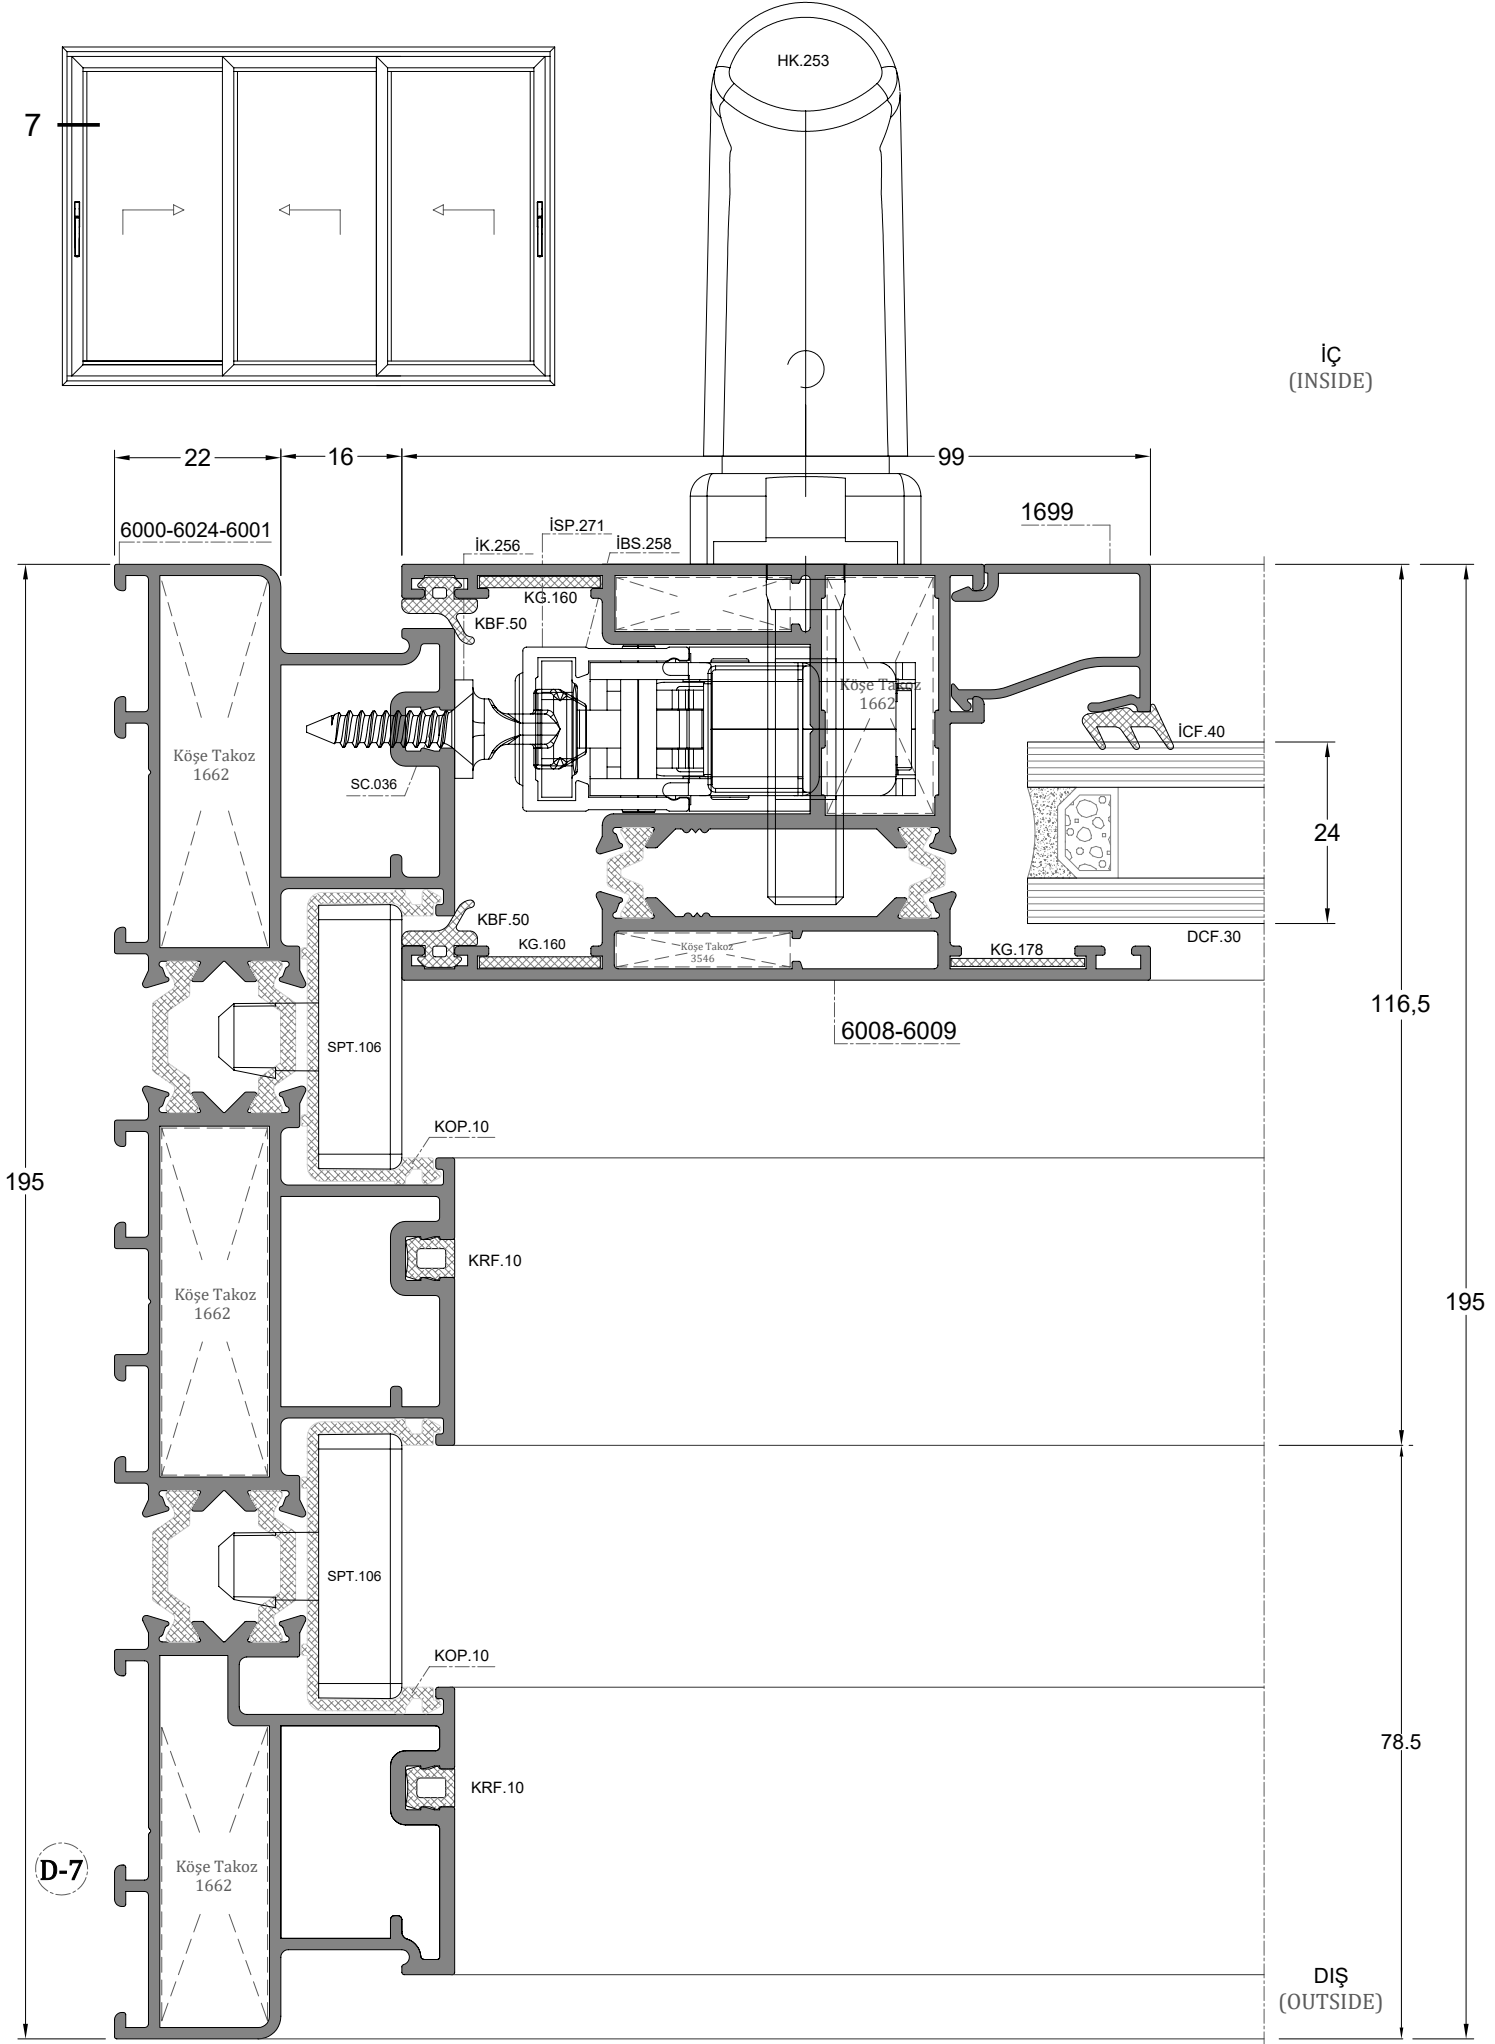 HK.253
7
İÇ
(INSIDE)
22
16
99
6000-6024-6001
İSP.271
İK.256
İBS.258
1699
KG.160
KBF.50
Köşe Takoz
1662
Köşe Takoz
1662
İCF.40
SC.036
24
KBF.50
KG.160
Köşe Takoz
3546
KG.178
DCF.30
116,5
6008-6009
SPT.106
KOP.10
195
KRF.10
Köşe Takoz
1662
195
SPT.106
KOP.10
78.5
KRF.10
D-7
Köşe Takoz
1662
DIŞ
(OUTSIDE)